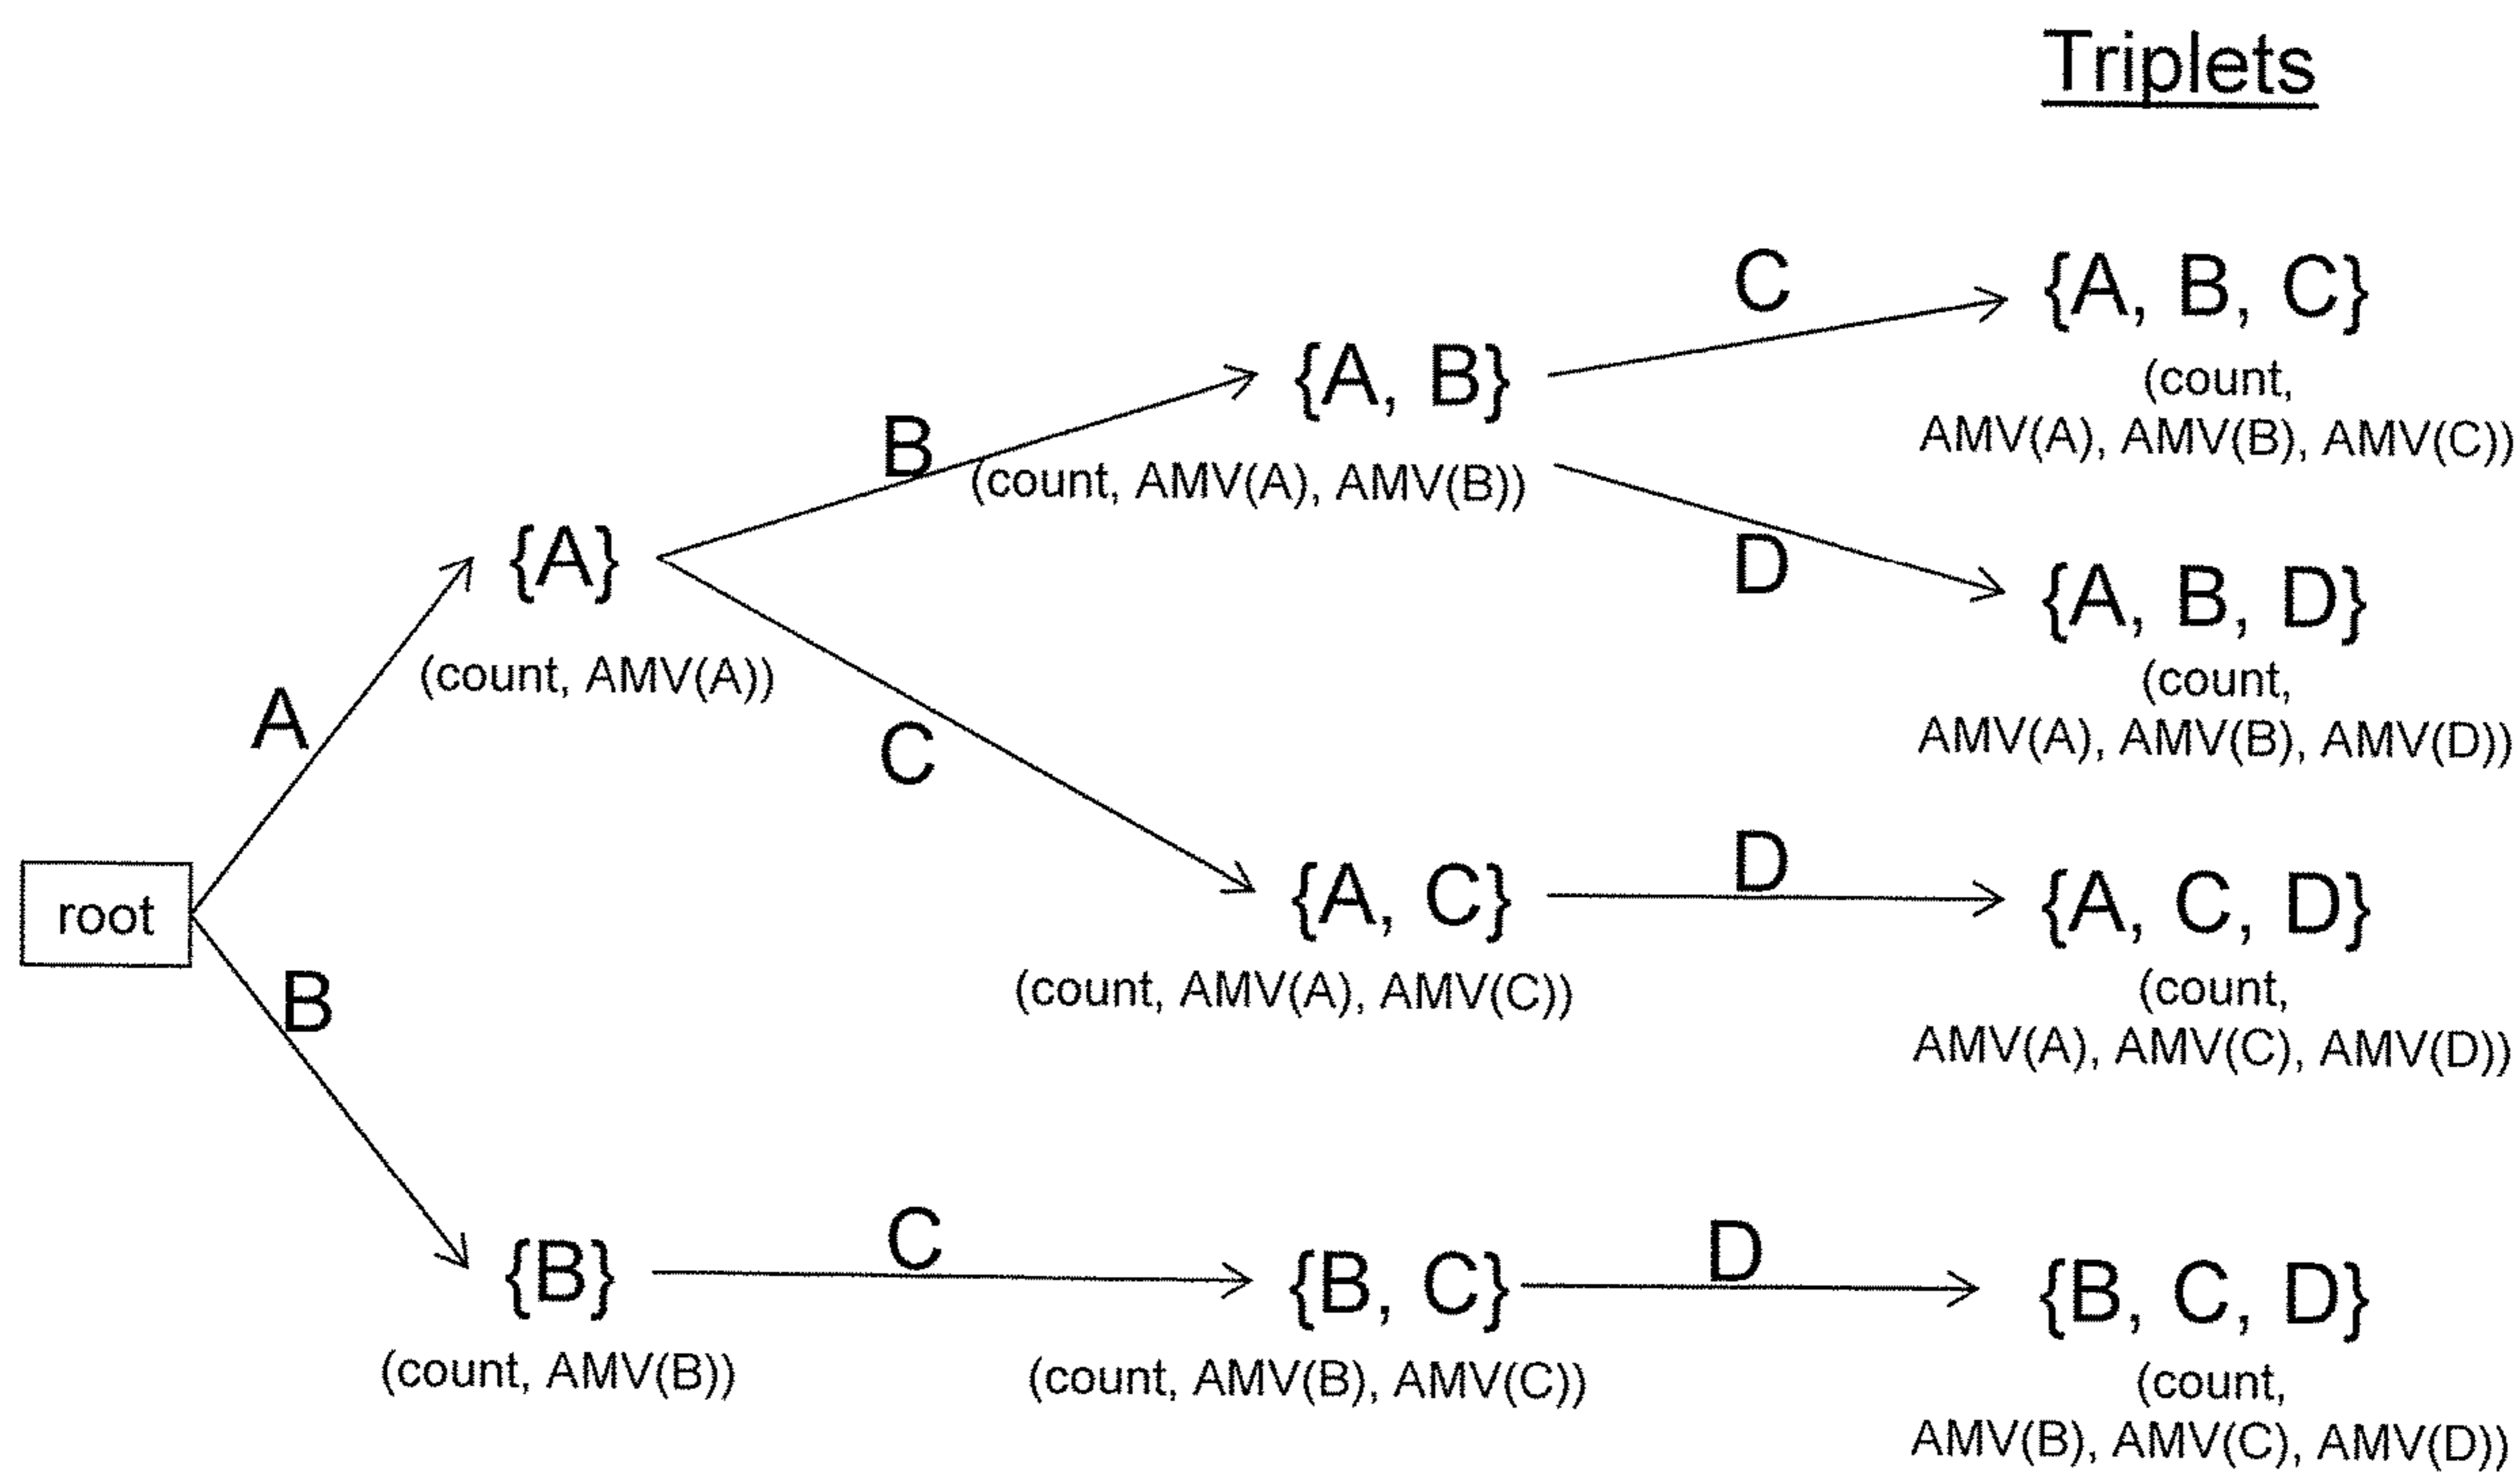 Triplets
C
{A, B, C}
(count,
AMV(A), AMV(B), AMV(C))
{A, B}
(count, AMV(A), AMV(B))
B
D
{A, B, D}
(count,
AMV(A), AMV(B), AMV(D))
{A}
(count, AMV(A))
A
C
D
{A, C}
(count, AMV(A), AMV(C))
{A, C, D}
(count,
AMV(A), AMV(C), AMV(D))
root
B
{B}
(count, AMV(B))
C
{B, C}
(count, AMV(B), AMV(C))
D
{B, C, D}
(count,
AMV(B), AMV(C), AMV(D))